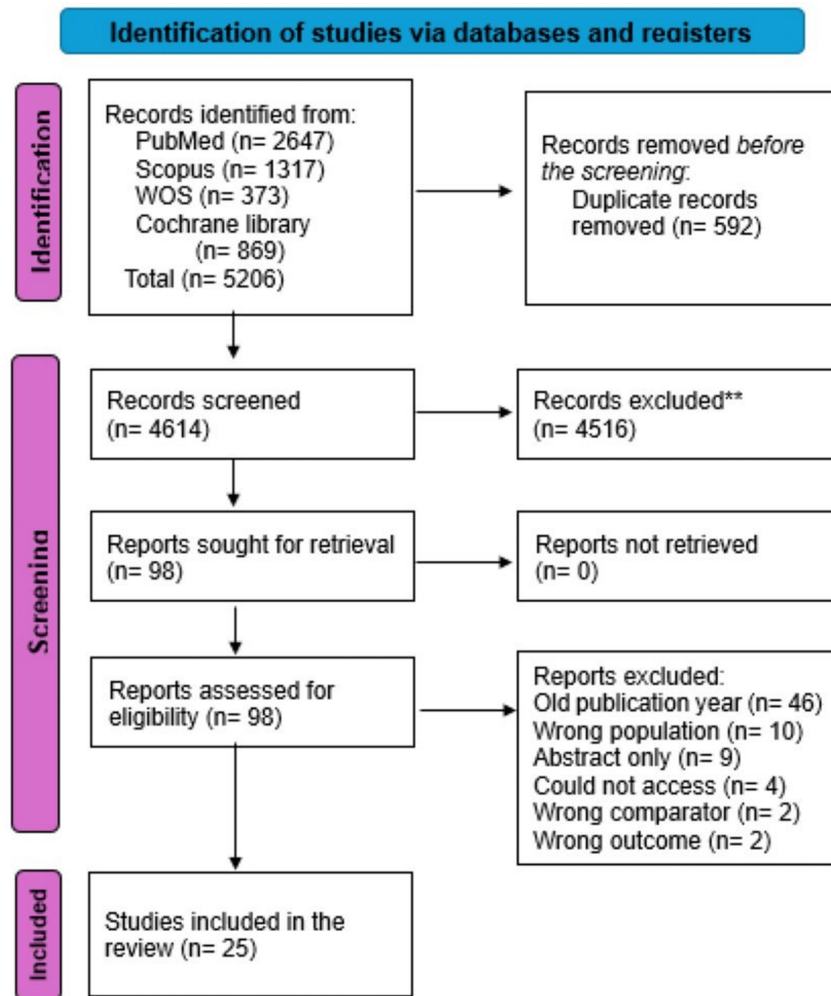 Identification of studies via databases and registers
Identification
Records identified from:
PubMed (n= 2647)
Scopus (n= 1317)
WOS (n= 373)
Cochrane library
(n= 869)
Total (n= 5206)
Records removed before
the screening:
Duplicate records
removed (n= 592)
Screening
Records screened
(n= 4614)
Records excluded**
(n= 4516)
Reports sought for retrieval
(n= 98)
Reports not retrieved
(n= 0)
Reports assessed for
eligibility (n= 98)
Reports excluded:
Old publication year (n= 46)
Wrong population (n= 10)
Abstract only (n= 9)
Could not access (n= 4)
Wrong comparator (n= 2)
Wrong outcome (n= 2)
Included
Studies included in the
review (n= 25)